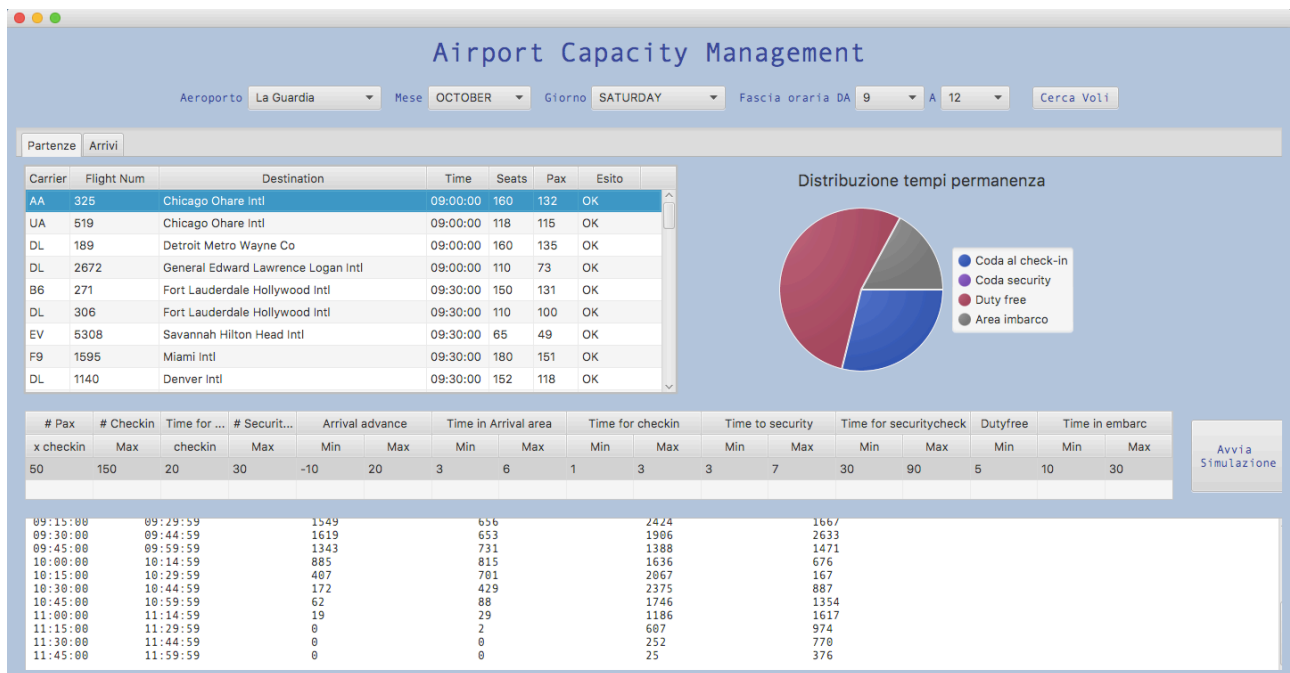 Airport Capacity Management
Aeroporto La Guardia Mese OCTOBER Giorno SATURDAY Fascia oraria DA 9 A 12 Cerca Voli
Partenze Arrivi
Carrier Flight Num Destination Time Seats Pax Esito
AA 325 Chicago Ohare Intl 09:00:00 160 132 OK
UA 519 Chicago Ohare Intl 09:00:00 118 115 OK
DL 189 Detroit Metro Wayne Co 09:00:00 160 135 OK
DL 2672 General Edward Lawrence Logan Intl 09:00:00 110 73 OK
B6 271 Fort Lauderdale Hollywood Intl 09:30:00 150 131 OK
DL 306 Fort Lauderdale Hollywood Intl 09:30:00 110 100 OK
EV 5308 Savannah Hilton Head Intl 09:30:00 65 49 OK
F9 1595 Miami Intl 09:30:00 180 151 OK
DL 1140 Denver Intl 09:30:00 152 118 OK
Distribuzione tempi permanenza
Coda al check-in
Coda security
Duty free
Area imbarco
# Pax # Checkin Time for ... # Securit... Arrival advance Time in Arrival area Time for checkin Time to security Time for securitycheck Dutyfree Time in embarc
x checkin Max checkin Max Min Max Min Max Min Max Min Max Min Max Min Min Max
50 150 20 30 -10 20 3 6 1 3 3 7 30 90 5 10 30
Avvia
Simulazione
09:15:00 09:29:59 1549 656 2424 1667
09:30:00 09:44:59 1619 653 1906 2633
09:45:00 09:59:59 1343 731 1388 1471
10:00:00 10:14:59 885 815 1636 676
10:15:00 10:29:59 407 701 2067 167
10:30:00 10:44:59 172 429 2375 887
10:45:00 10:59:59 62 88 1746 1354
11:00:00 11:14:59 19 29 1186 1617
11:15:00 11:29:59 0 2 607 974
11:30:00 11:44:59 0 0 252 770
11:45:00 11:59:59 0 0 25 376